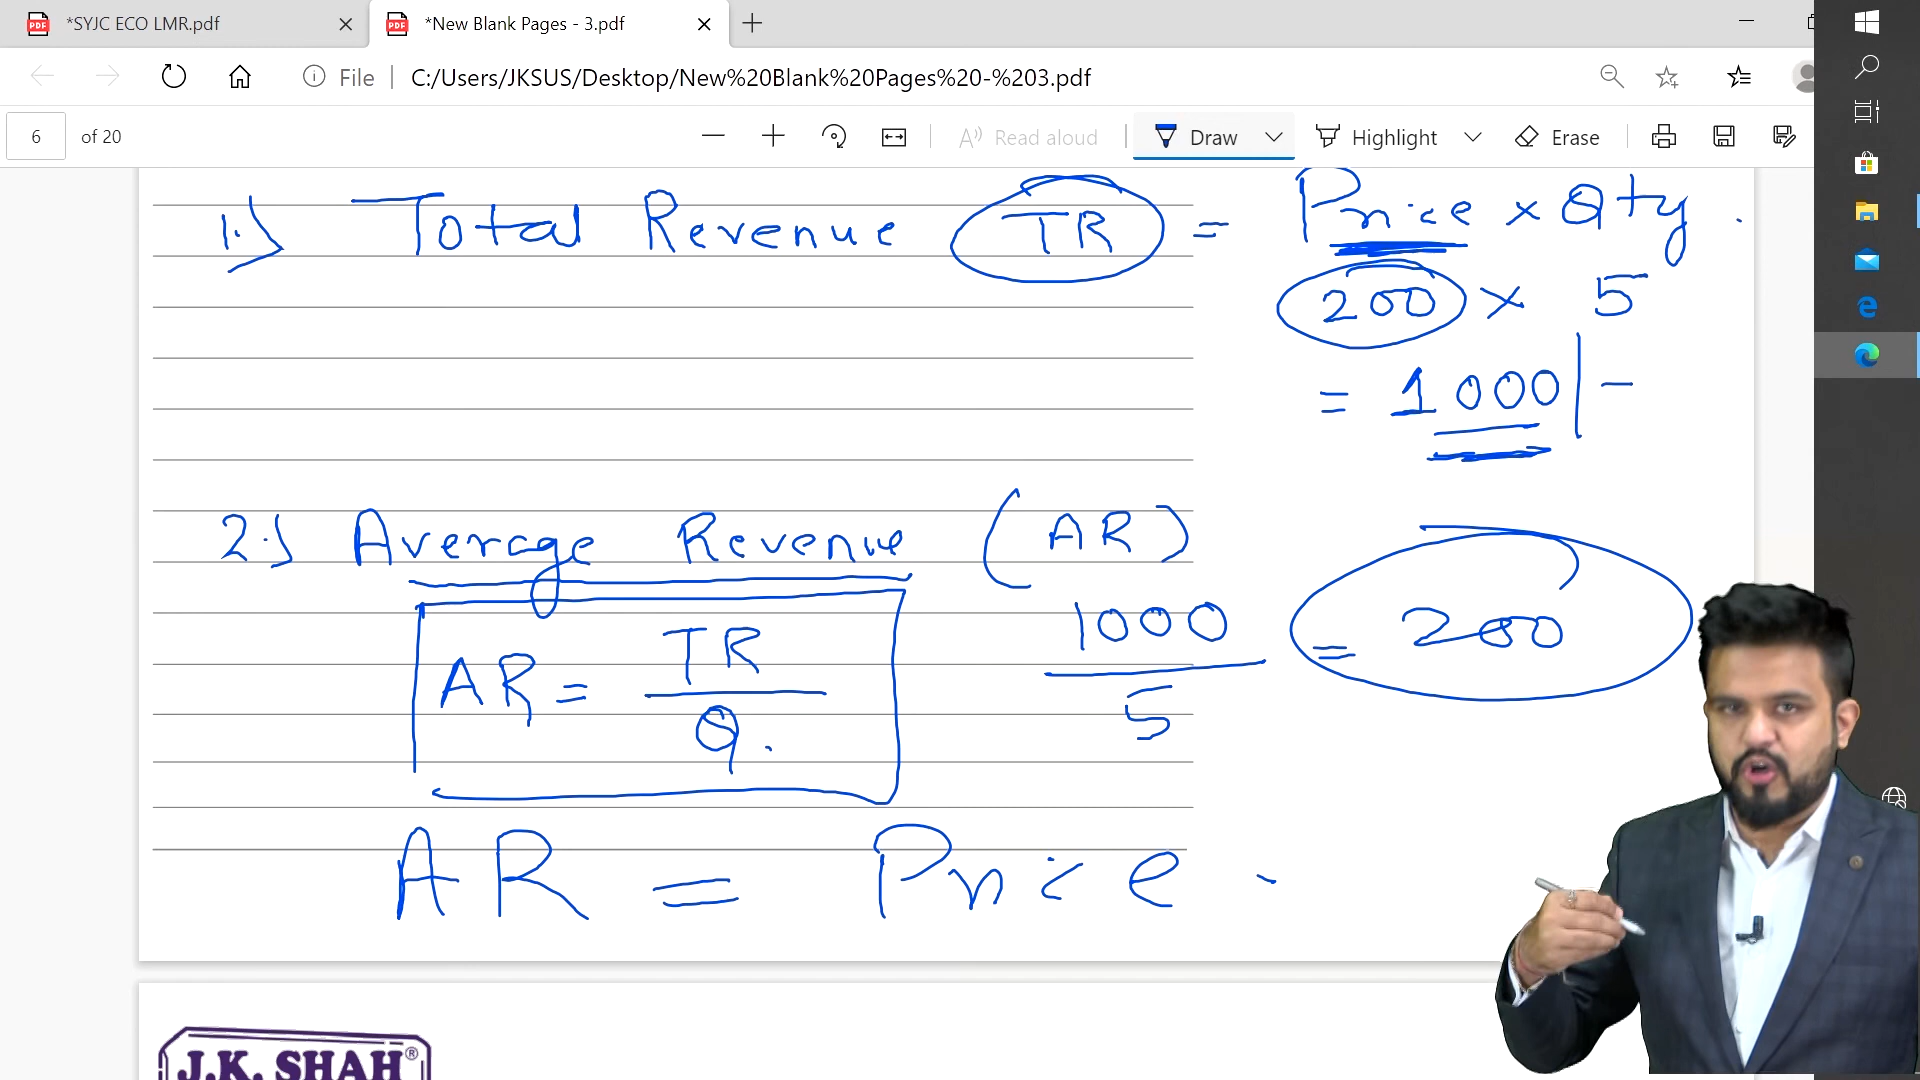 *SYJC ECO LMR.pdf
*New Blank Pages - 3.pdf
File
C:/Users/JKSUS/Desktop/New%20Blank%20Pages%20-%203.pdf
6 of 20
Read aloud
Draw
Highlight
Erase
1.) Total Revenue TR = Price × Qty.
200 × 5
= 1000/-
2.) Average Revenue (AR)
AR = TR / Q.
1000 / 5 = 200
AR = Price.
J.K. SHAH®